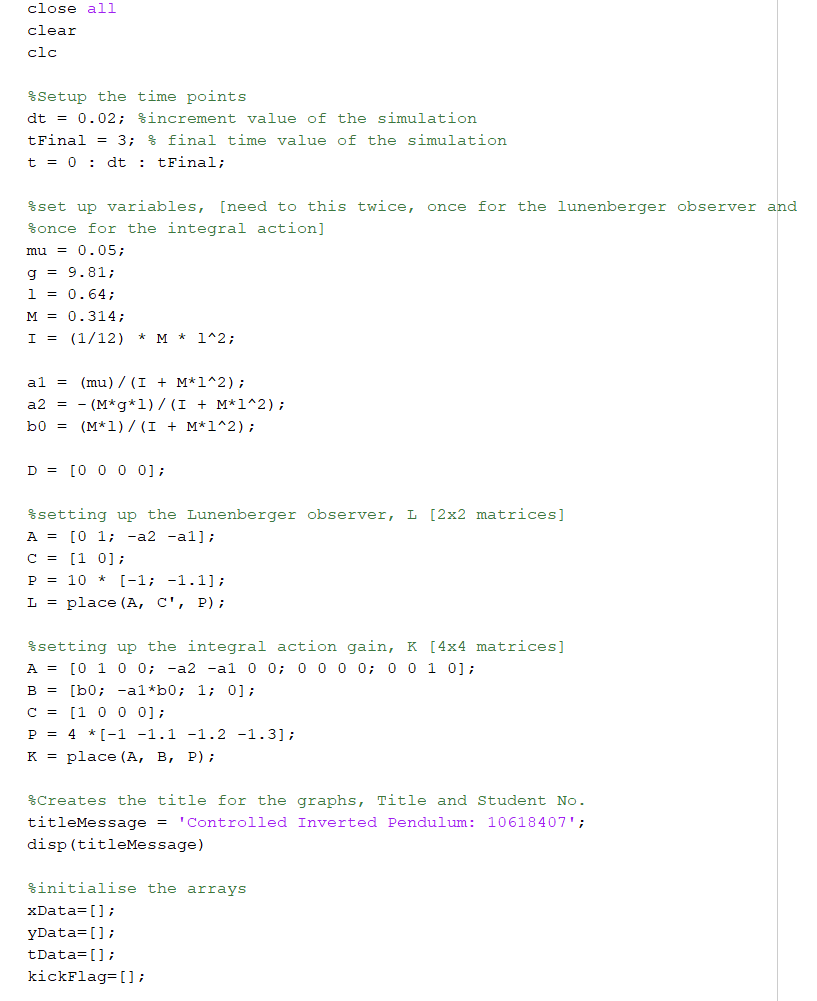 close all
clear
clc
%Setup the time points
dt = 0.02; %increment value of the simulation
tFinal = 3; % final time value of the simulation
t = 0 : dt : tFinal;
%set up variables, [need to this twice, once for the lunenberger observer and
%once for the integral action]
mu = 0.05;
g = 9.81;
l = 0.64;
M = 0.314;
I = (1/12) * M * l^2;
a1 = (mu)/(I + M*l^2);
a2 = -(M*g*l)/(I + M*l^2);
b0 = (M*l)/(I + M*l^2);
D = [0 0 0 0];
%setting up the Lunenberger observer, L [2x2 matrices]
A = [0 1; -a2 -a1];
C = [1 0];
P = 10 * [-1; -1.1];
L = place(A, C', P);
%setting up the integral action gain, K [4x4 matrices]
A = [0 1 0 0; -a2 -a1 0 0; 0 0 0 0; 0 0 1 0];
B = [b0; -a1*b0; 1; 0];
C = [1 0 0 0];
P = 4 *[-1 -1.1 -1.2 -1.3];
K = place(A, B, P);
%Creates the title for the graphs, Title and Student No.
titleMessage = 'Controlled Inverted Pendulum: 10618407';
disp(titleMessage)
%initialise the arrays
xData=[];
yData=[];
tData=[];
kickFlag=[];